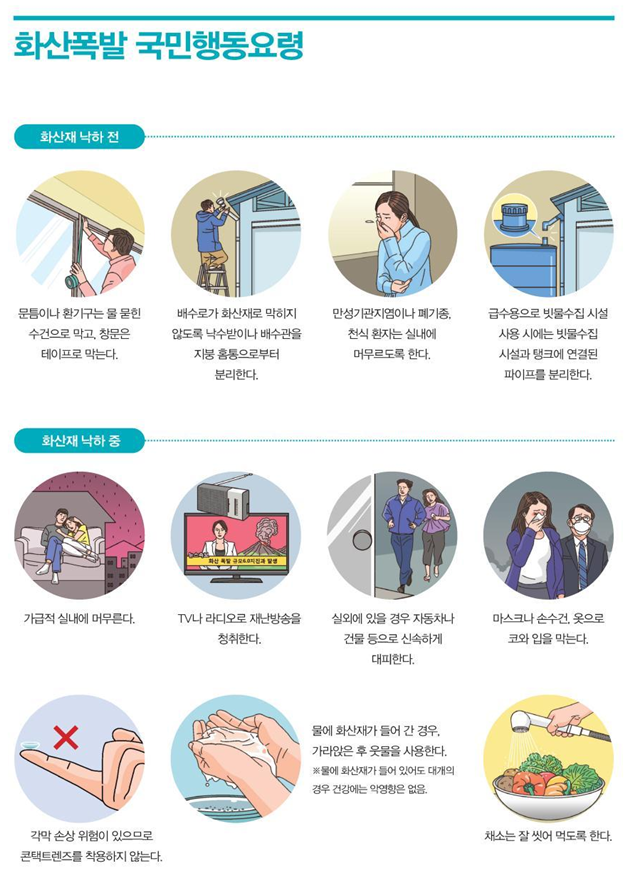 화산폭발 국민행동요령
화산재 낙하 전
문틈이나 환기구는 물 묻힌
수건으로 막고, 창문은
테이프로 막는다.
배수로가 화산재로 막히지
않도록 낙수받이나 배수관을
지붕 홈통으로부터
분리한다.
만성기관지염이나 폐기종,
천식 환자는 실내에
머무르도록 한다.
급수용으로 빗물수집 시설
사용 시에는 빗물수집
시설과 탱크에 연결된
파이프를 분리한다.
화산재 낙하 중
화산 폭발 규모6.0지진과 발생
가급적 실내에 머무른다.
TV나 라디오로 재난방송을
청취한다.
실외에 있을 경우 자동차나
건물 등으로 신속하게
대피한다.
마스크나 손수건, 옷으로
코와 입을 막는다.
각막 손상 위험이 있으므로
콘택트렌즈를 착용하지 않는다.
물에 화산재가 들어 간 경우,
가라앉은 후 윗물을 사용한다.
※물에 화산재가 들어 있어도 대개의
경우 건강에는 악영향은 없음.
채소는 잘 씻어 먹도록 한다.